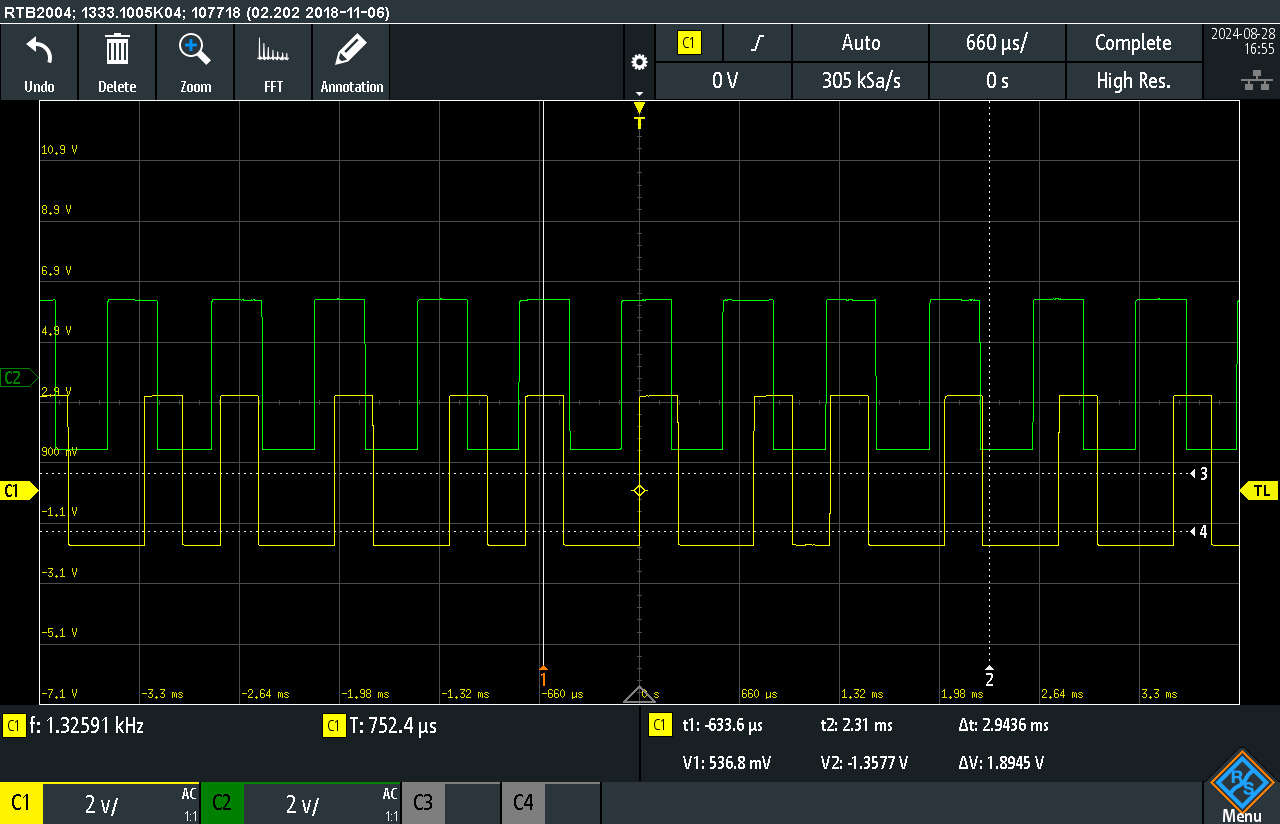 RTB2004; 1333.1005K04; 107718 (02.202 2018-11-06)
Undo
Delete
Zoom
FFT
Annotation
C1
Auto
660 µs/
Complete
0 V
305 kSa/s
0 s
High Res.
2024-08-28
16:55
T
10.9 V
8.9 V
6.9 V
4.9 V
C2
2.9 V
900 mV
3
C1
TL
-1.1 V
4
-3.1 V
-5.1 V
1
2
-7.1 V
-3.3 ms
-2.64 ms
-1.98 ms
-1.32 ms
-660 µs
0 s
660 µs
1.32 ms
1.98 ms
2.64 ms
3.3 ms
C1 f: 1.32591 kHz
C1 T: 752.4 µs
C1 t1: -633.6 µs t2: 2.31 ms Δt: 2.9436 ms
V1: 536.8 mV V2: -1.3577 V ΔV: 1.8945 V
C1 2 V/ AC 1:1
C2 2 V/ AC 1:1
C3
C4
R&S
Menu